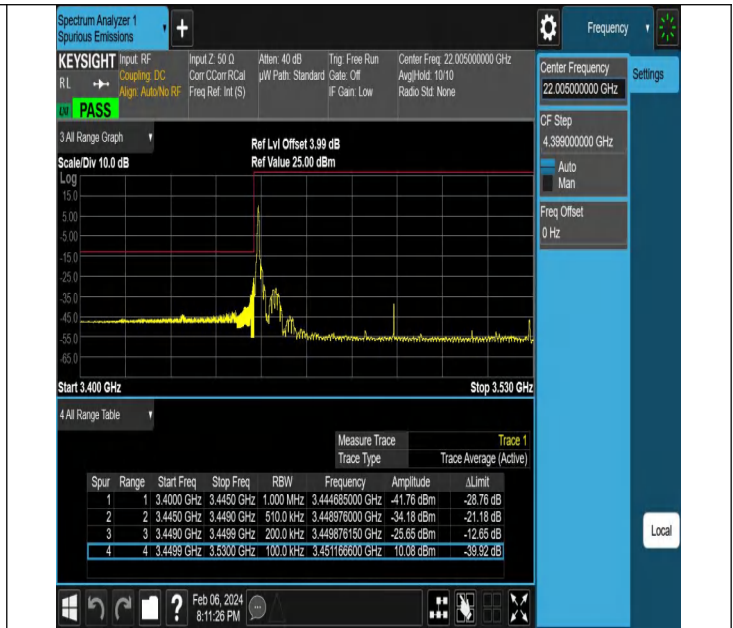 Spectrum Analyzer 1
Spurious Emissions
+
Frequency
KEYSIGHT Input: RF Input Z: 50 Ω Atten: 40 dB Trig: Free Run Center Freq: 22.005000000 GHz
RL Coupling: DC Corr CCorr RCal µW Path: Standard Gate: Off Avg|Hold: 10/10
Align: Auto/No RF Freq Ref: Int (S) IF Gain: Low Radio Std: None
LXI PASS
Center Frequency
22.005000000 GHz
Settings
CF Step
4.399000000 GHz
Auto
Man
Freq Offset
0 Hz
3 All Range Graph
Ref Lvl Offset 3.99 dB
Scale/Div 10.0 dB Ref Value 25.00 dBm
Log
15.0
5.00
-5.00
-15.0
-25.0
-35.0
-45.0
-55.0
-65.0
Start 3.400 GHz Stop 3.530 GHz
4 All Range Table
Measure Trace Trace 1
Trace Type Trace Average (Active)
Spur Range Start Freq Stop Freq RBW Frequency Amplitude ΔLimit
1 1 3.4000 GHz 3.4450 GHz 1.000 MHz 3.444685000 GHz -41.76 dBm -28.76 dB
2 2 3.4450 GHz 3.4490 GHz 510.0 kHz 3.448976000 GHz -34.18 dBm -21.18 dB
3 3 3.4490 GHz 3.4499 GHz 200.0 kHz 3.449876150 GHz -25.65 dBm -12.65 dB
4 4 3.4499 GHz 3.5300 GHz 100.0 kHz 3.451166600 GHz 10.08 dBm -39.92 dB
Local
?
Feb 06, 2024
8:11:26 PM